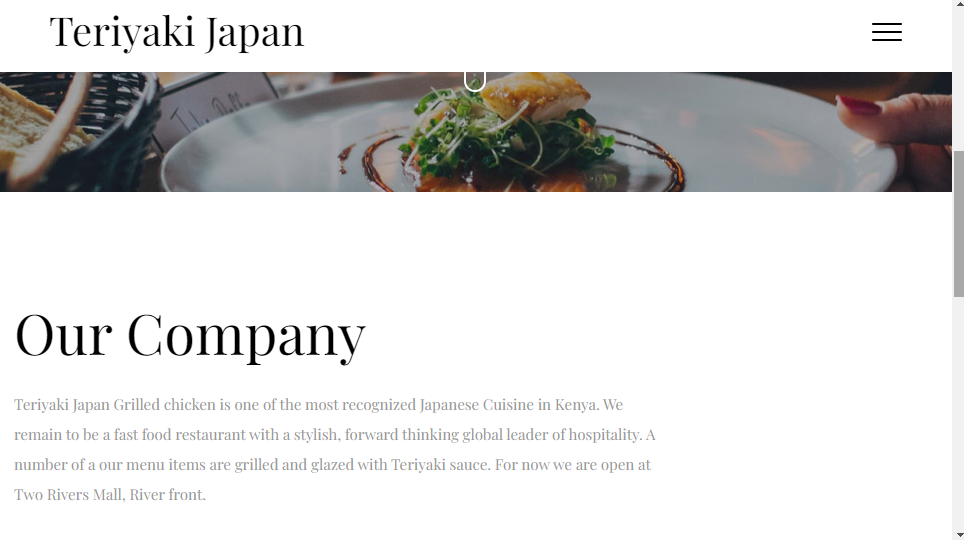 Teriyaki Japan
Our Company
Teriyaki Japan Grilled chicken is one of the most recognized Japanese Cuisine in Kenya. We
remain to be a fast food restaurant with a stylish, forward thinking global leader of hospitality. A
number of a our menu items are grilled and glazed with Teriyaki sauce. For now we are open at
Two Rivers Mall, River front.